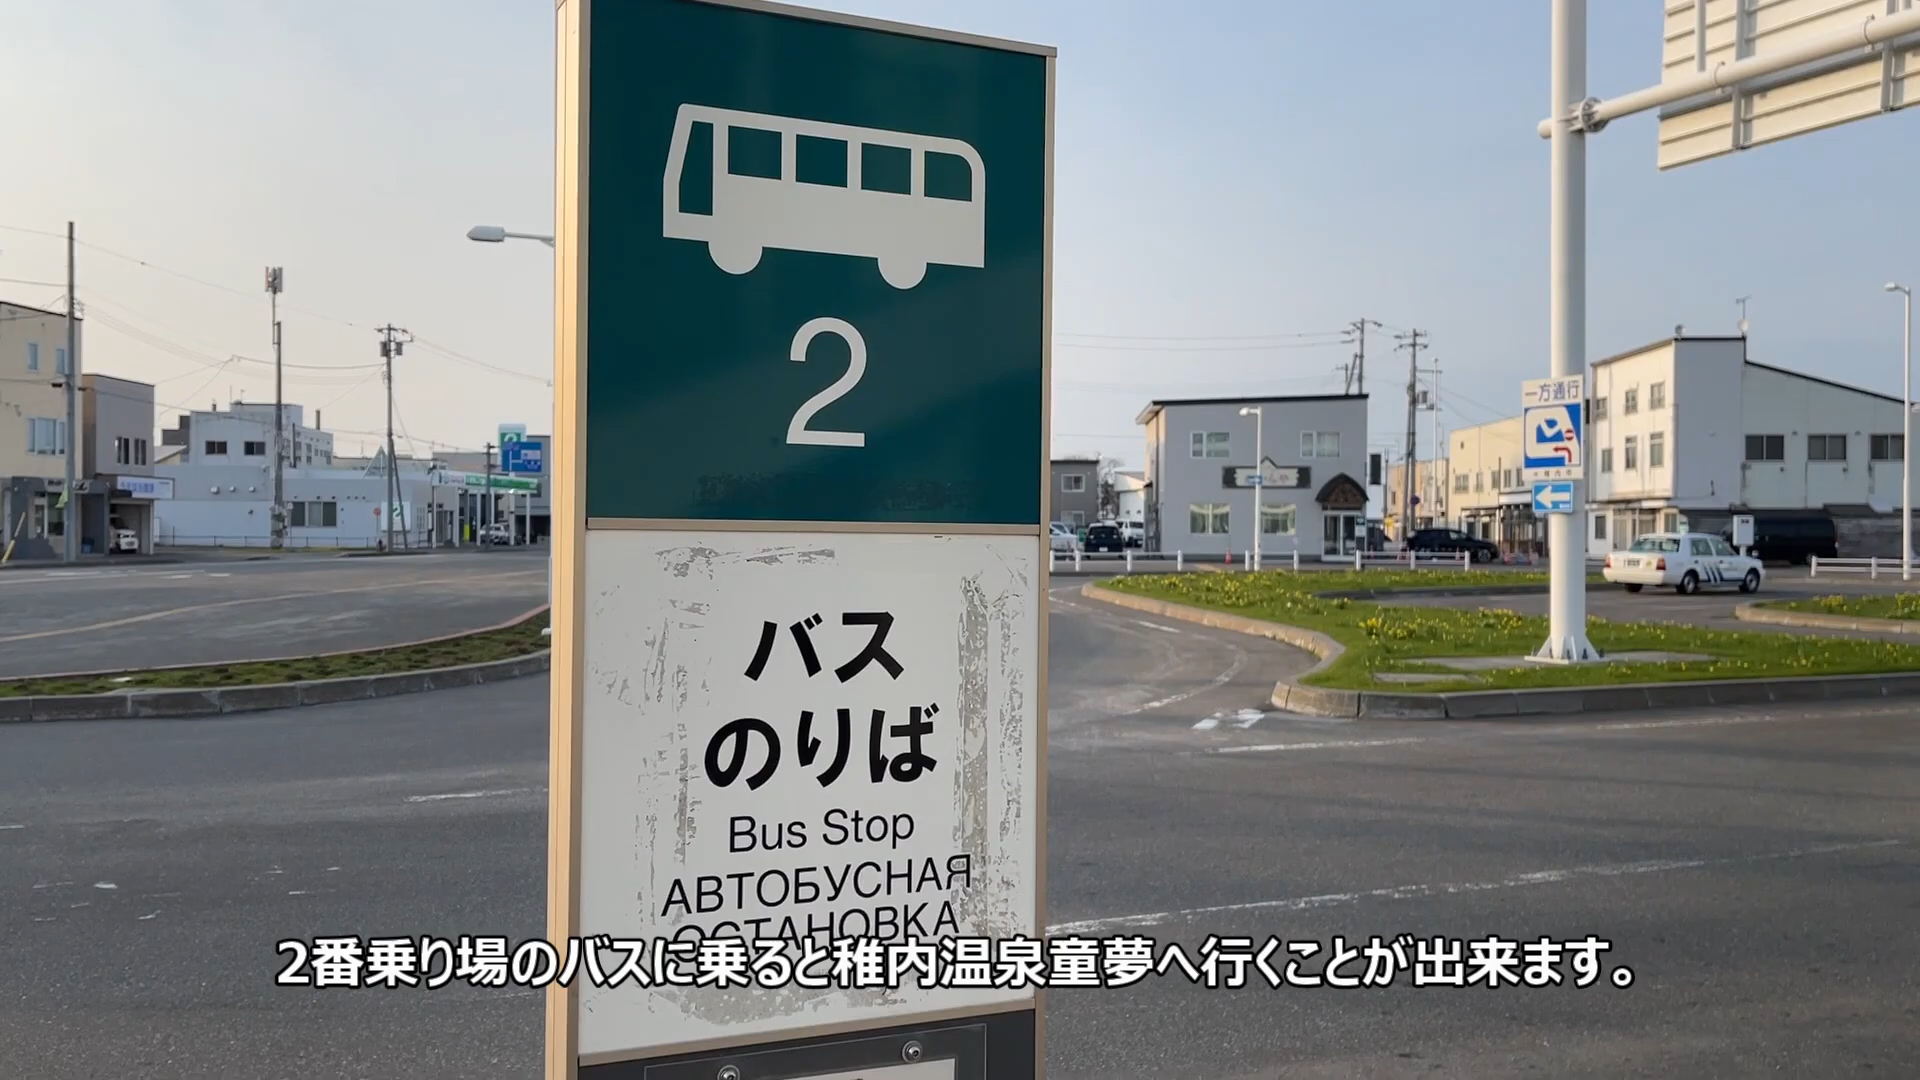 2
バス
のりば
Bus Stop
АВТОБУСНАЯ
ОСТАНОВКА
一方通行
2番乗り場のバスに乗ると稚内温泉童夢へ行くことが出来ます。